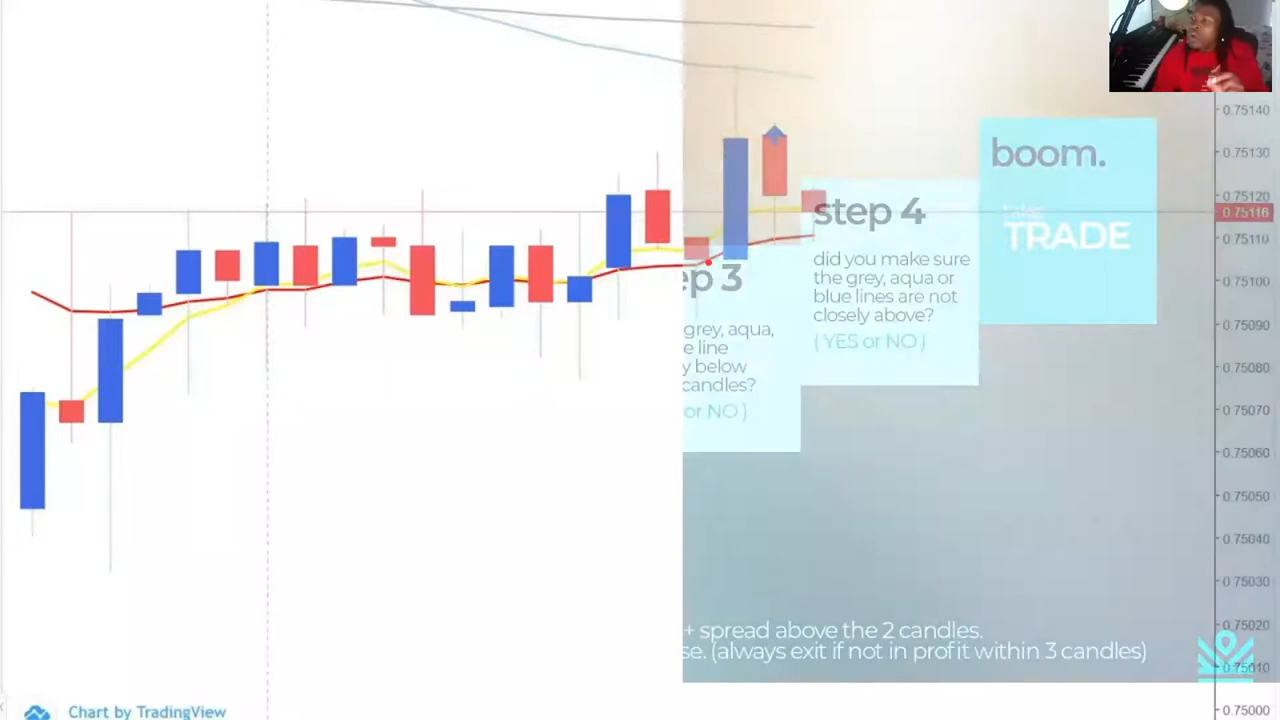 0.75140
boom.
0.75130
0.75120
step 4
0.75116
TRADE
0.75110
did you make sure
the grey, aqua or
blue lines are not
closely above?
( YES or NO )
ep 3
0.75100
0.75090
grey, aqua,
e line
y below
candles?
or NO )
0.75080
0.75070
0.75060
0.75050
0.75040
0.75030
0.75020
+ spread above the 2 candles.
se. (always exit if not in profit within 3 candles)
0.75010
0.75000
Chart by TradingView